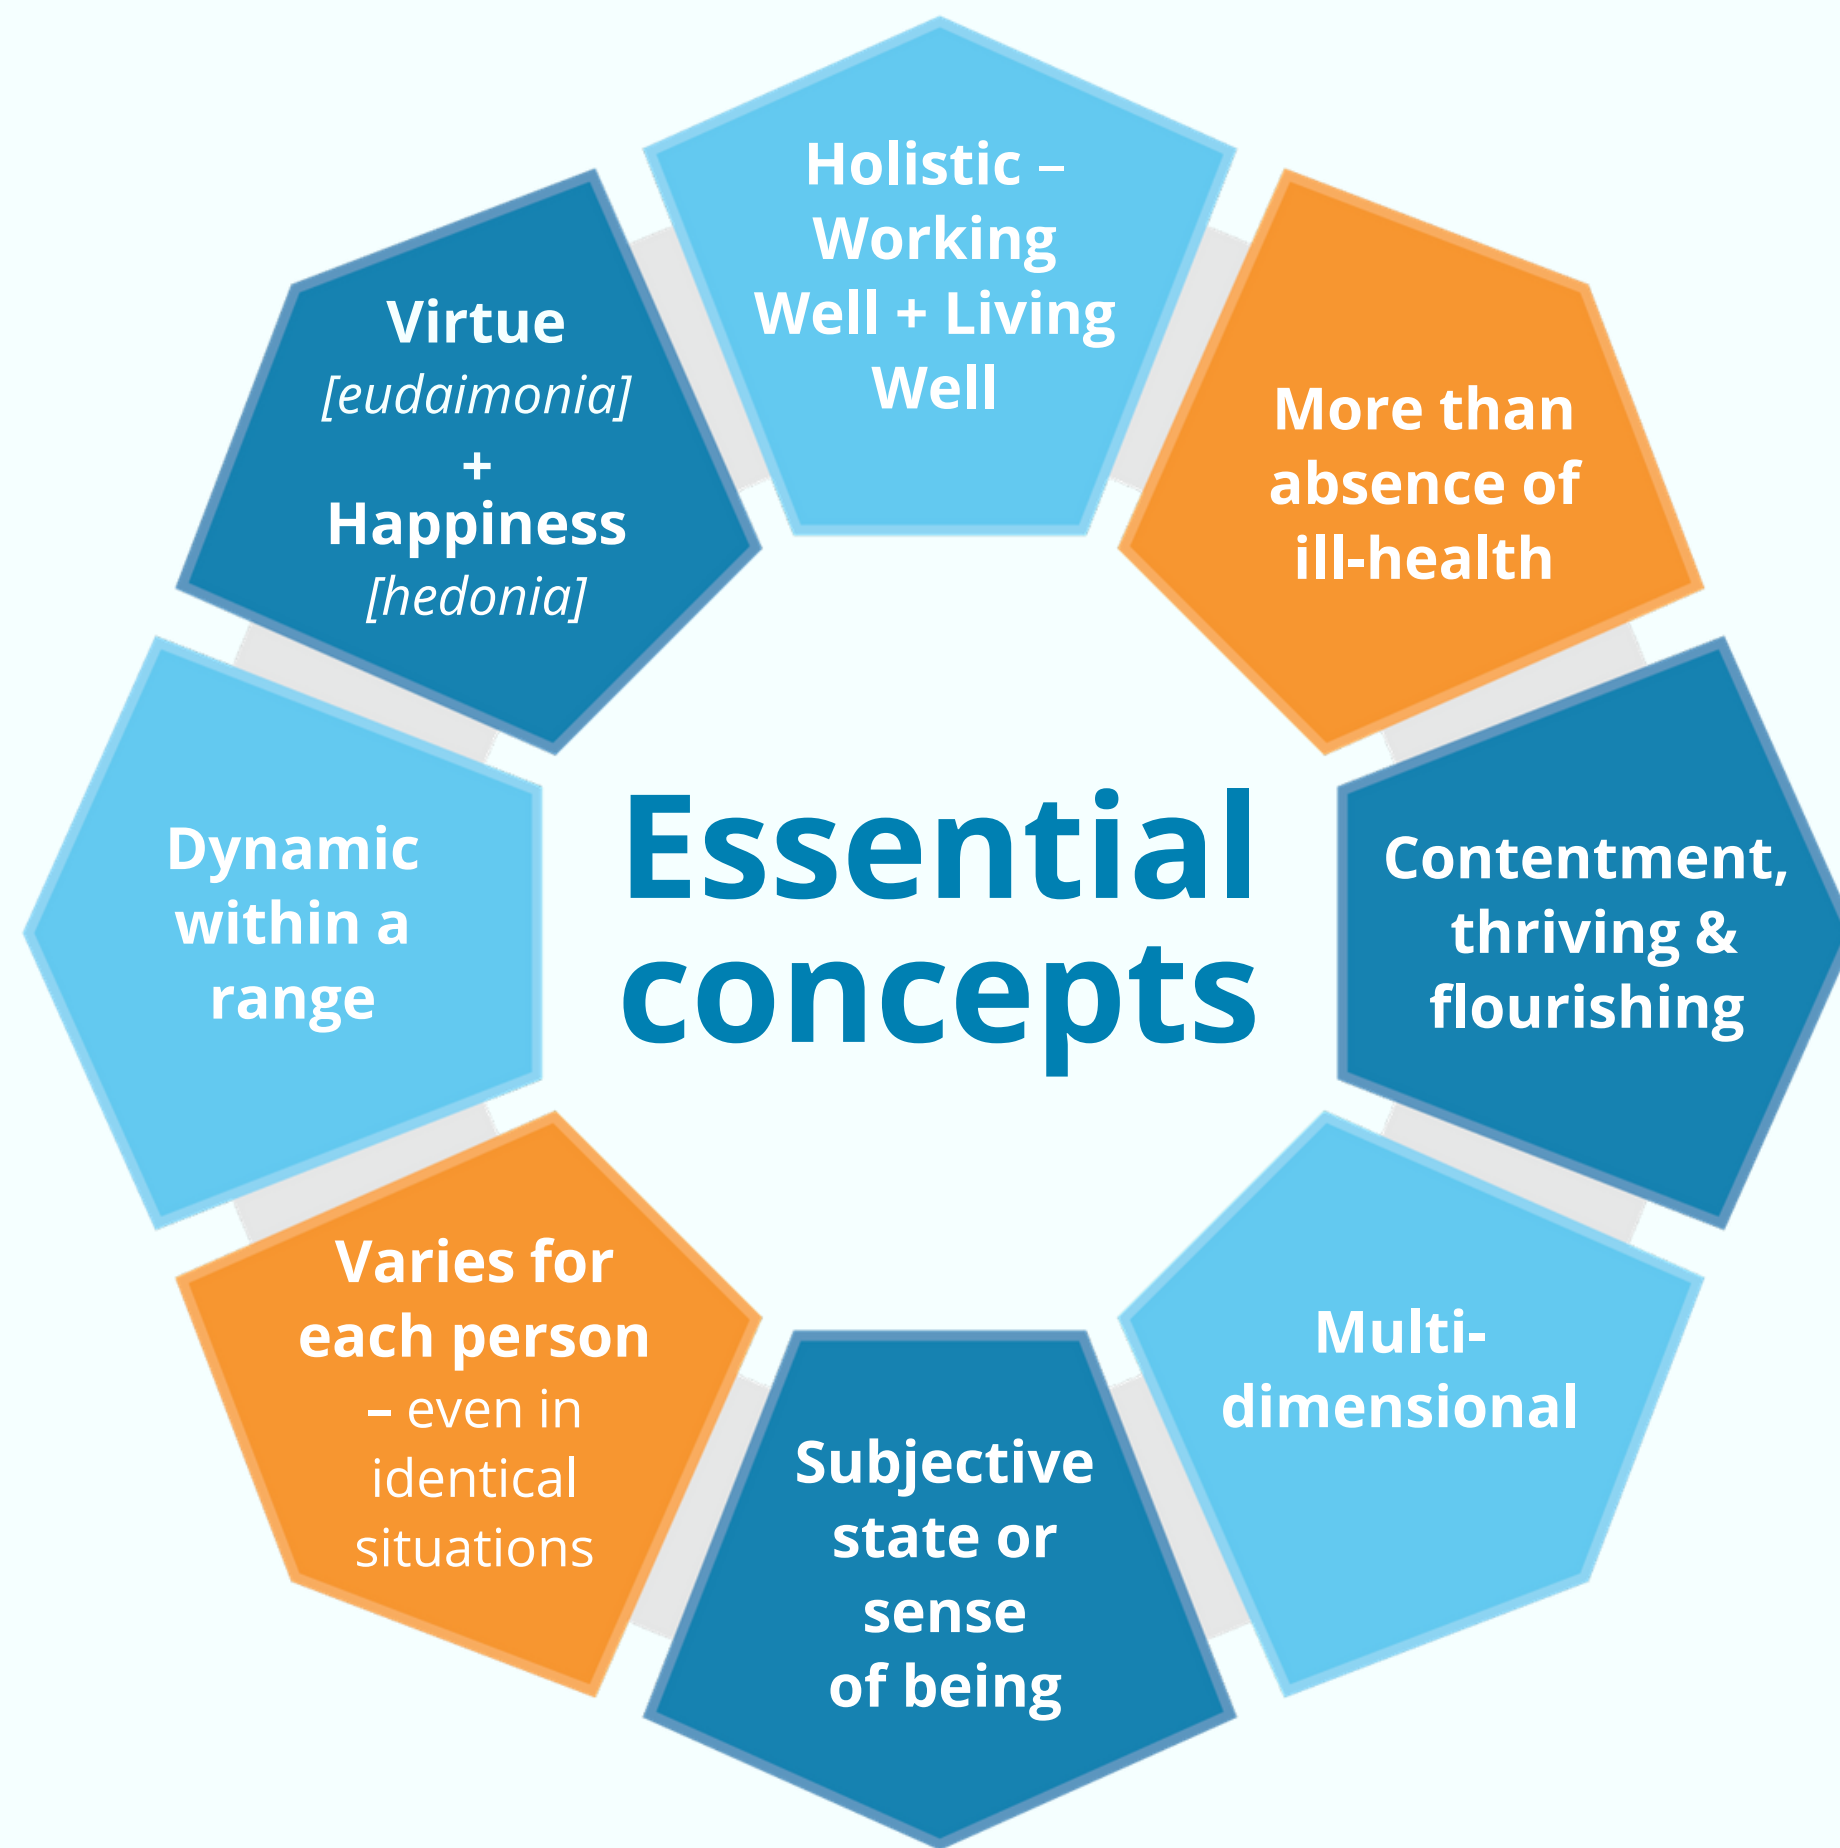 Holistic –
Working
Well + Living
Well
More than
absence of
ill-health
Contentment,
thriving &
flourishing
Multi-
dimensional
Subjective
state or
sense
of being
Varies for
each person
– even in
identical
situations
Dynamic
within a
range
Virtue
[eudaimonia]
+
Happiness
[hedonia]
Essential
concepts